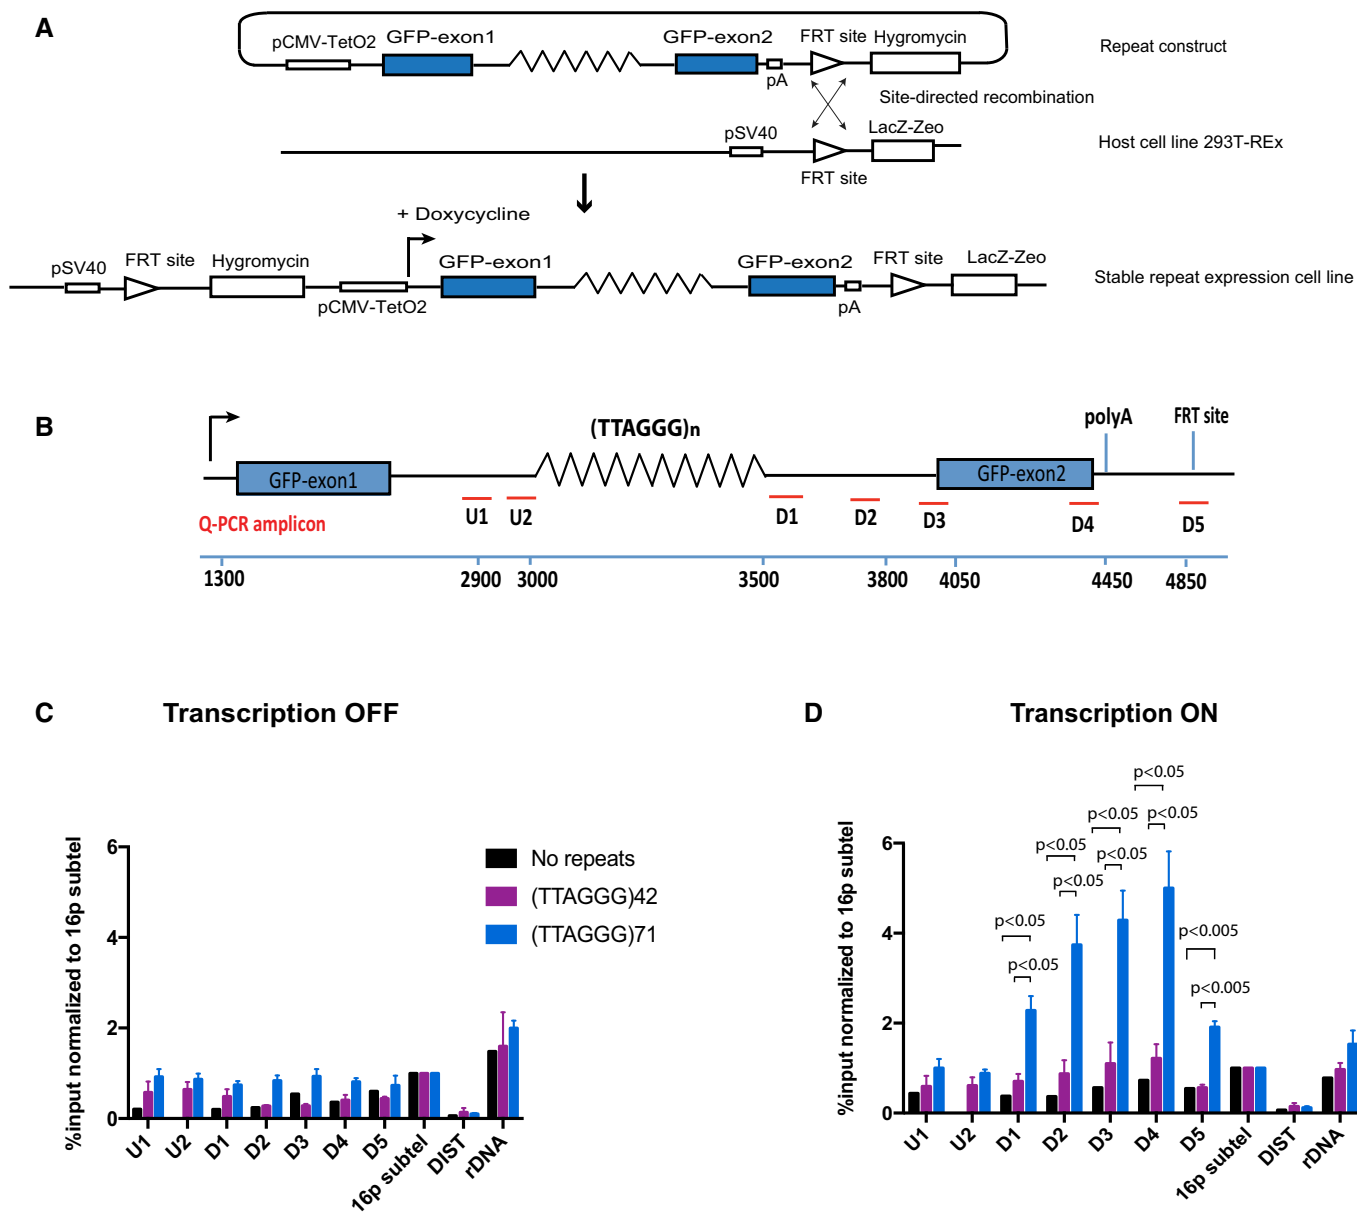 A
pCMV-TetO2
GFP-exon1
GFP-exon2
FRT site
Hygromycin
Repeat construct
pA
Site-directed recombination
pSV40
LacZ-Zeo
Host cell line 293T-REx
FRT site
+ Doxycycline
pSV40
FRT site
Hygromycin
GFP-exon1
GFP-exon2
FRT site
LacZ-Zeo
Stable repeat expression cell line
pCMV-TetO2
pA
B
(TTAGGG)n
polyA
FRT site
GFP-exon1
GFP-exon2
Q-PCR amplicon
U1
U2
D1
D2
D3
D4
D5
1300
2900
3000
3500
3800
4050
4450
4850
C
Transcription OFF
%input normalized to 16p subtel
6
4
2
0
No repeats
(TTAGGG)42
(TTAGGG)71
U1
U2
D1
D2
D3
D4
D5
16p subtel
DIST
rDNA
D
Transcription ON
%input normalized to 16p subtel
6
4
2
0
p<0.05
p<0.05
p<0.05
p<0.05
p<0.05
p<0.05
p<0.05
p<0.05
p<0.005
p<0.005
U1
U2
D1
D2
D3
D4
D5
16p subtel
DIST
rDNA